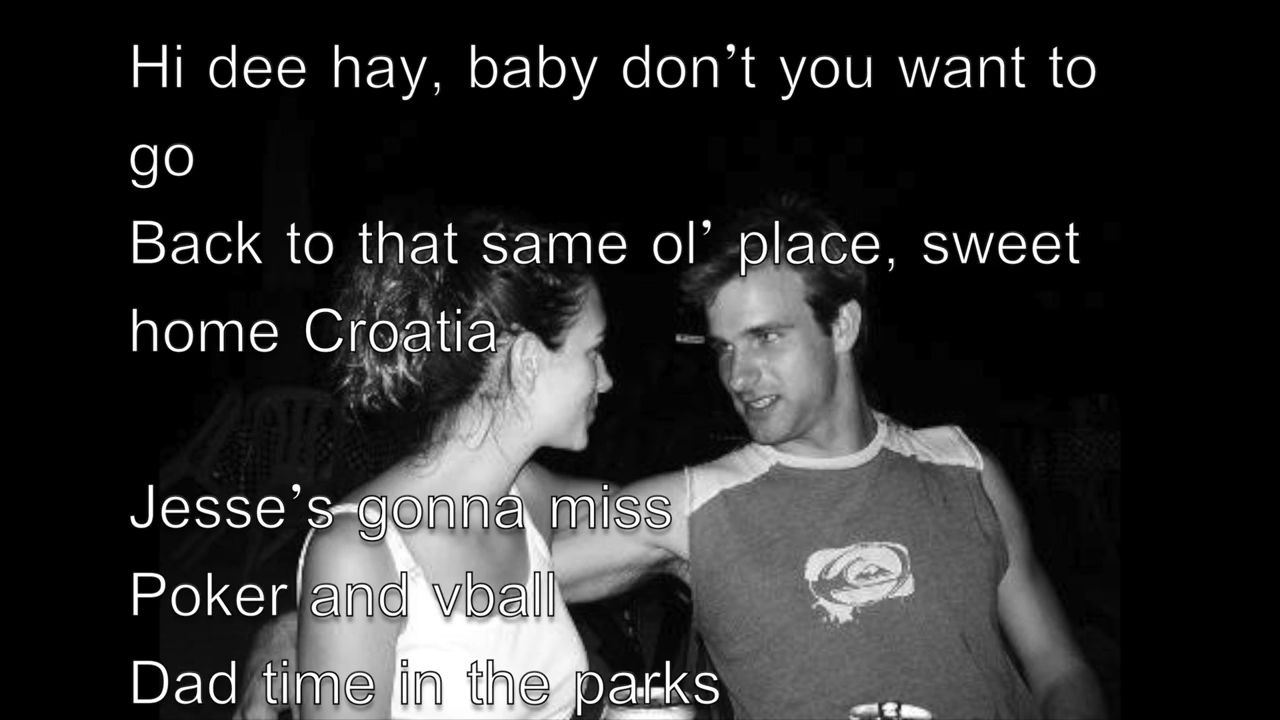 Hi dee hay, baby don’t you want to
go
Back to that same ol’ place, sweet
home Croatia
Jesse’s gonna miss
Poker and vball
Dad time in the parks